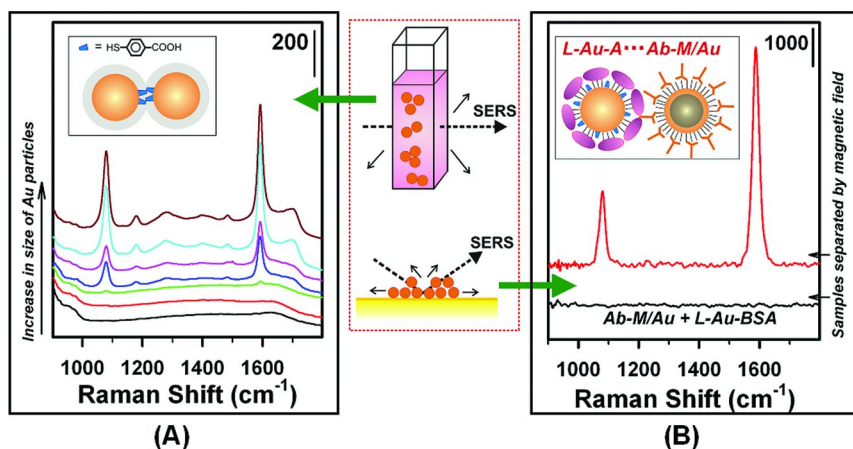 = HS COOH
200
Increase in size of Au particles
1000 1200 1400 1600
Raman Shift (cm-1)
(A)
SERS
SERS
L-Au-A•••Ab-M/Au
1000
Samples separated by magnetic field
Ab-M/Au + L-Au-BSA
1000 1200 1400 1600
Raman Shift (cm-1)
(B)